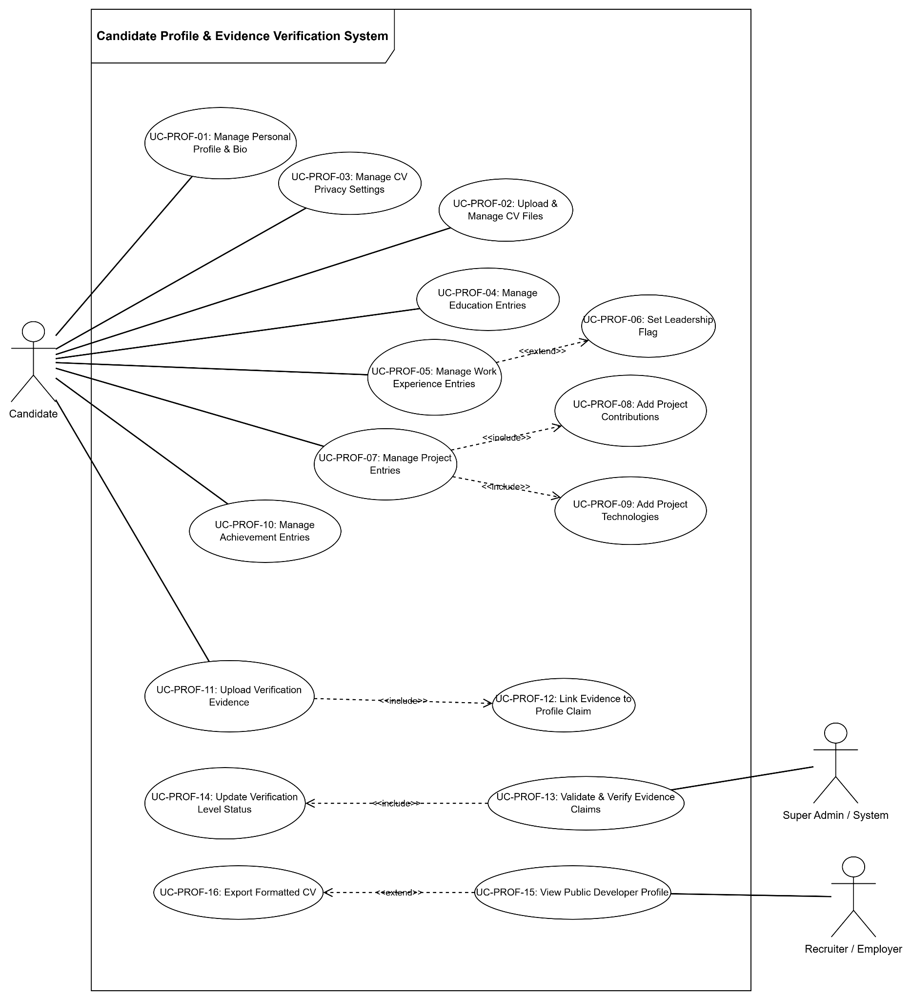 Candidate Profile & Evidence Verification System
UC-PROF-01: Manage Personal
Profile & Bio
UC-PROF-03: Manage CV
Privacy Settings
UC-PROF-02: Upload &
Manage CV Files
UC-PROF-04: Manage
Education Entries
UC-PROF-06: Set Leadership
Flag
<<extend>>
UC-PROF-05: Manage Work
Experience Entries
Candidate
UC-PROF-08: Add Project
Contributions
<<include>>
UC-PROF-07: Manage Project
Entries
<<include>>
UC-PROF-09: Add Project
Technologies
UC-PROF-10: Manage
Achievement Entries
UC-PROF-11: Upload Verification
Evidence
<<include>>
UC-PROF-12: Link Evidence to
Profile Claim
UC-PROF-14: Update Verification
Level Status
<<include>>
UC-PROF-13: Validate & Verify Evidence
Claims
Super Admin / System
UC-PROF-16: Export Formatted CV
<<extend>>
UC-PROF-15: View Public Developer Profile
Recruiter / Employer